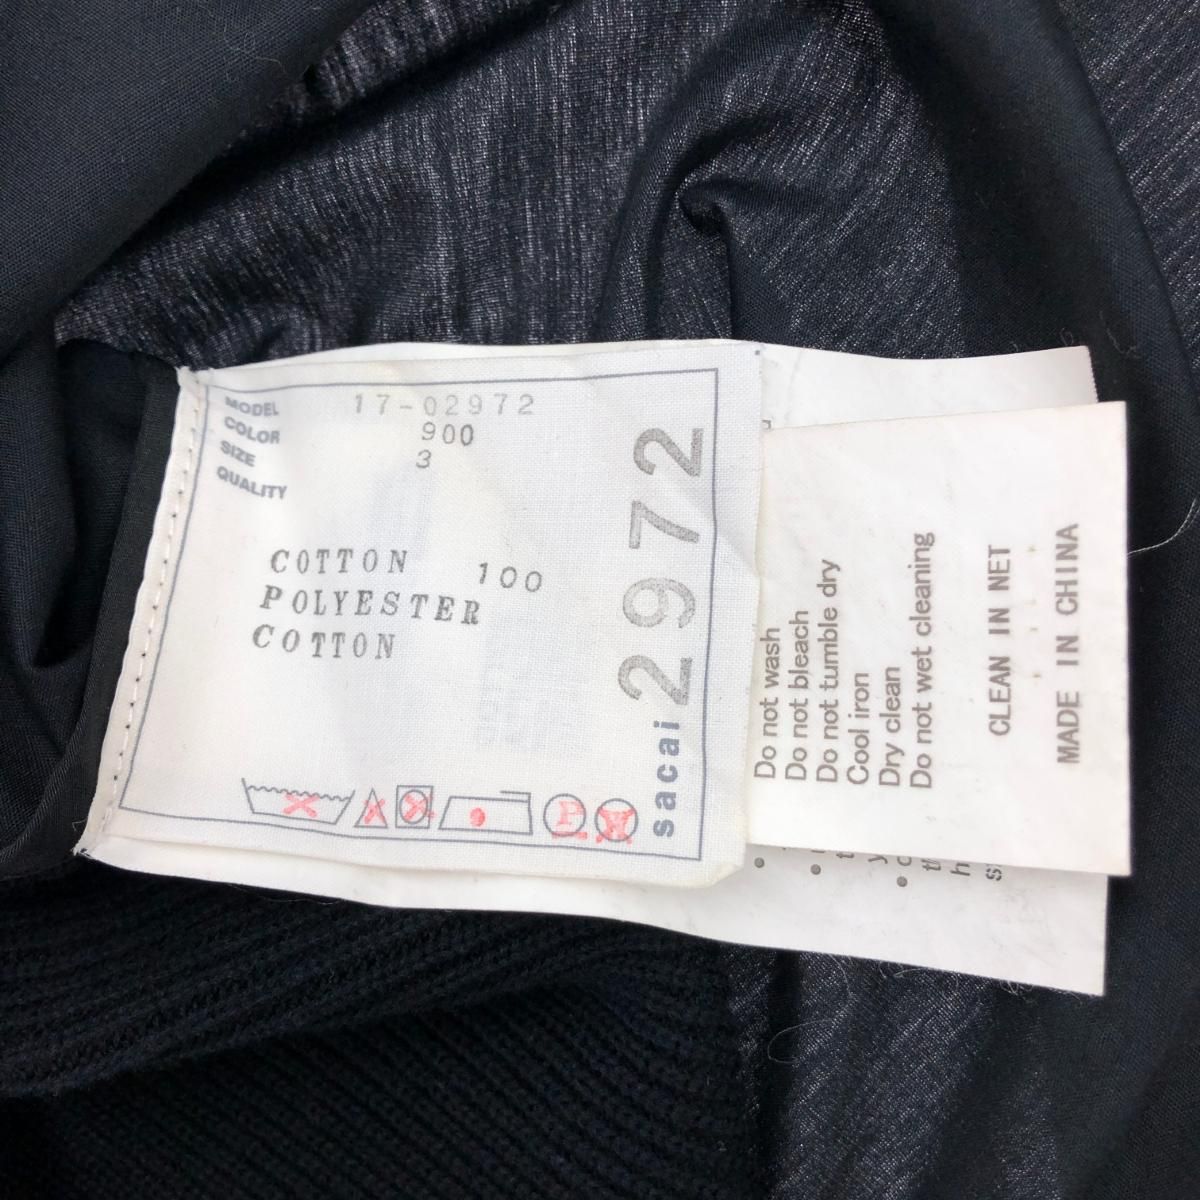 MODEL 17-02972
COLOR 900
SIZE 3
QUALITY
COTTON 100
POLYESTER
COTTON
P
sacai 2972
Do not wash
Do not bleach
Do not tumble dry
Cool iron
Dry clean
Do not wet cleaning
CLEAN IN NET
MADE IN CHINA